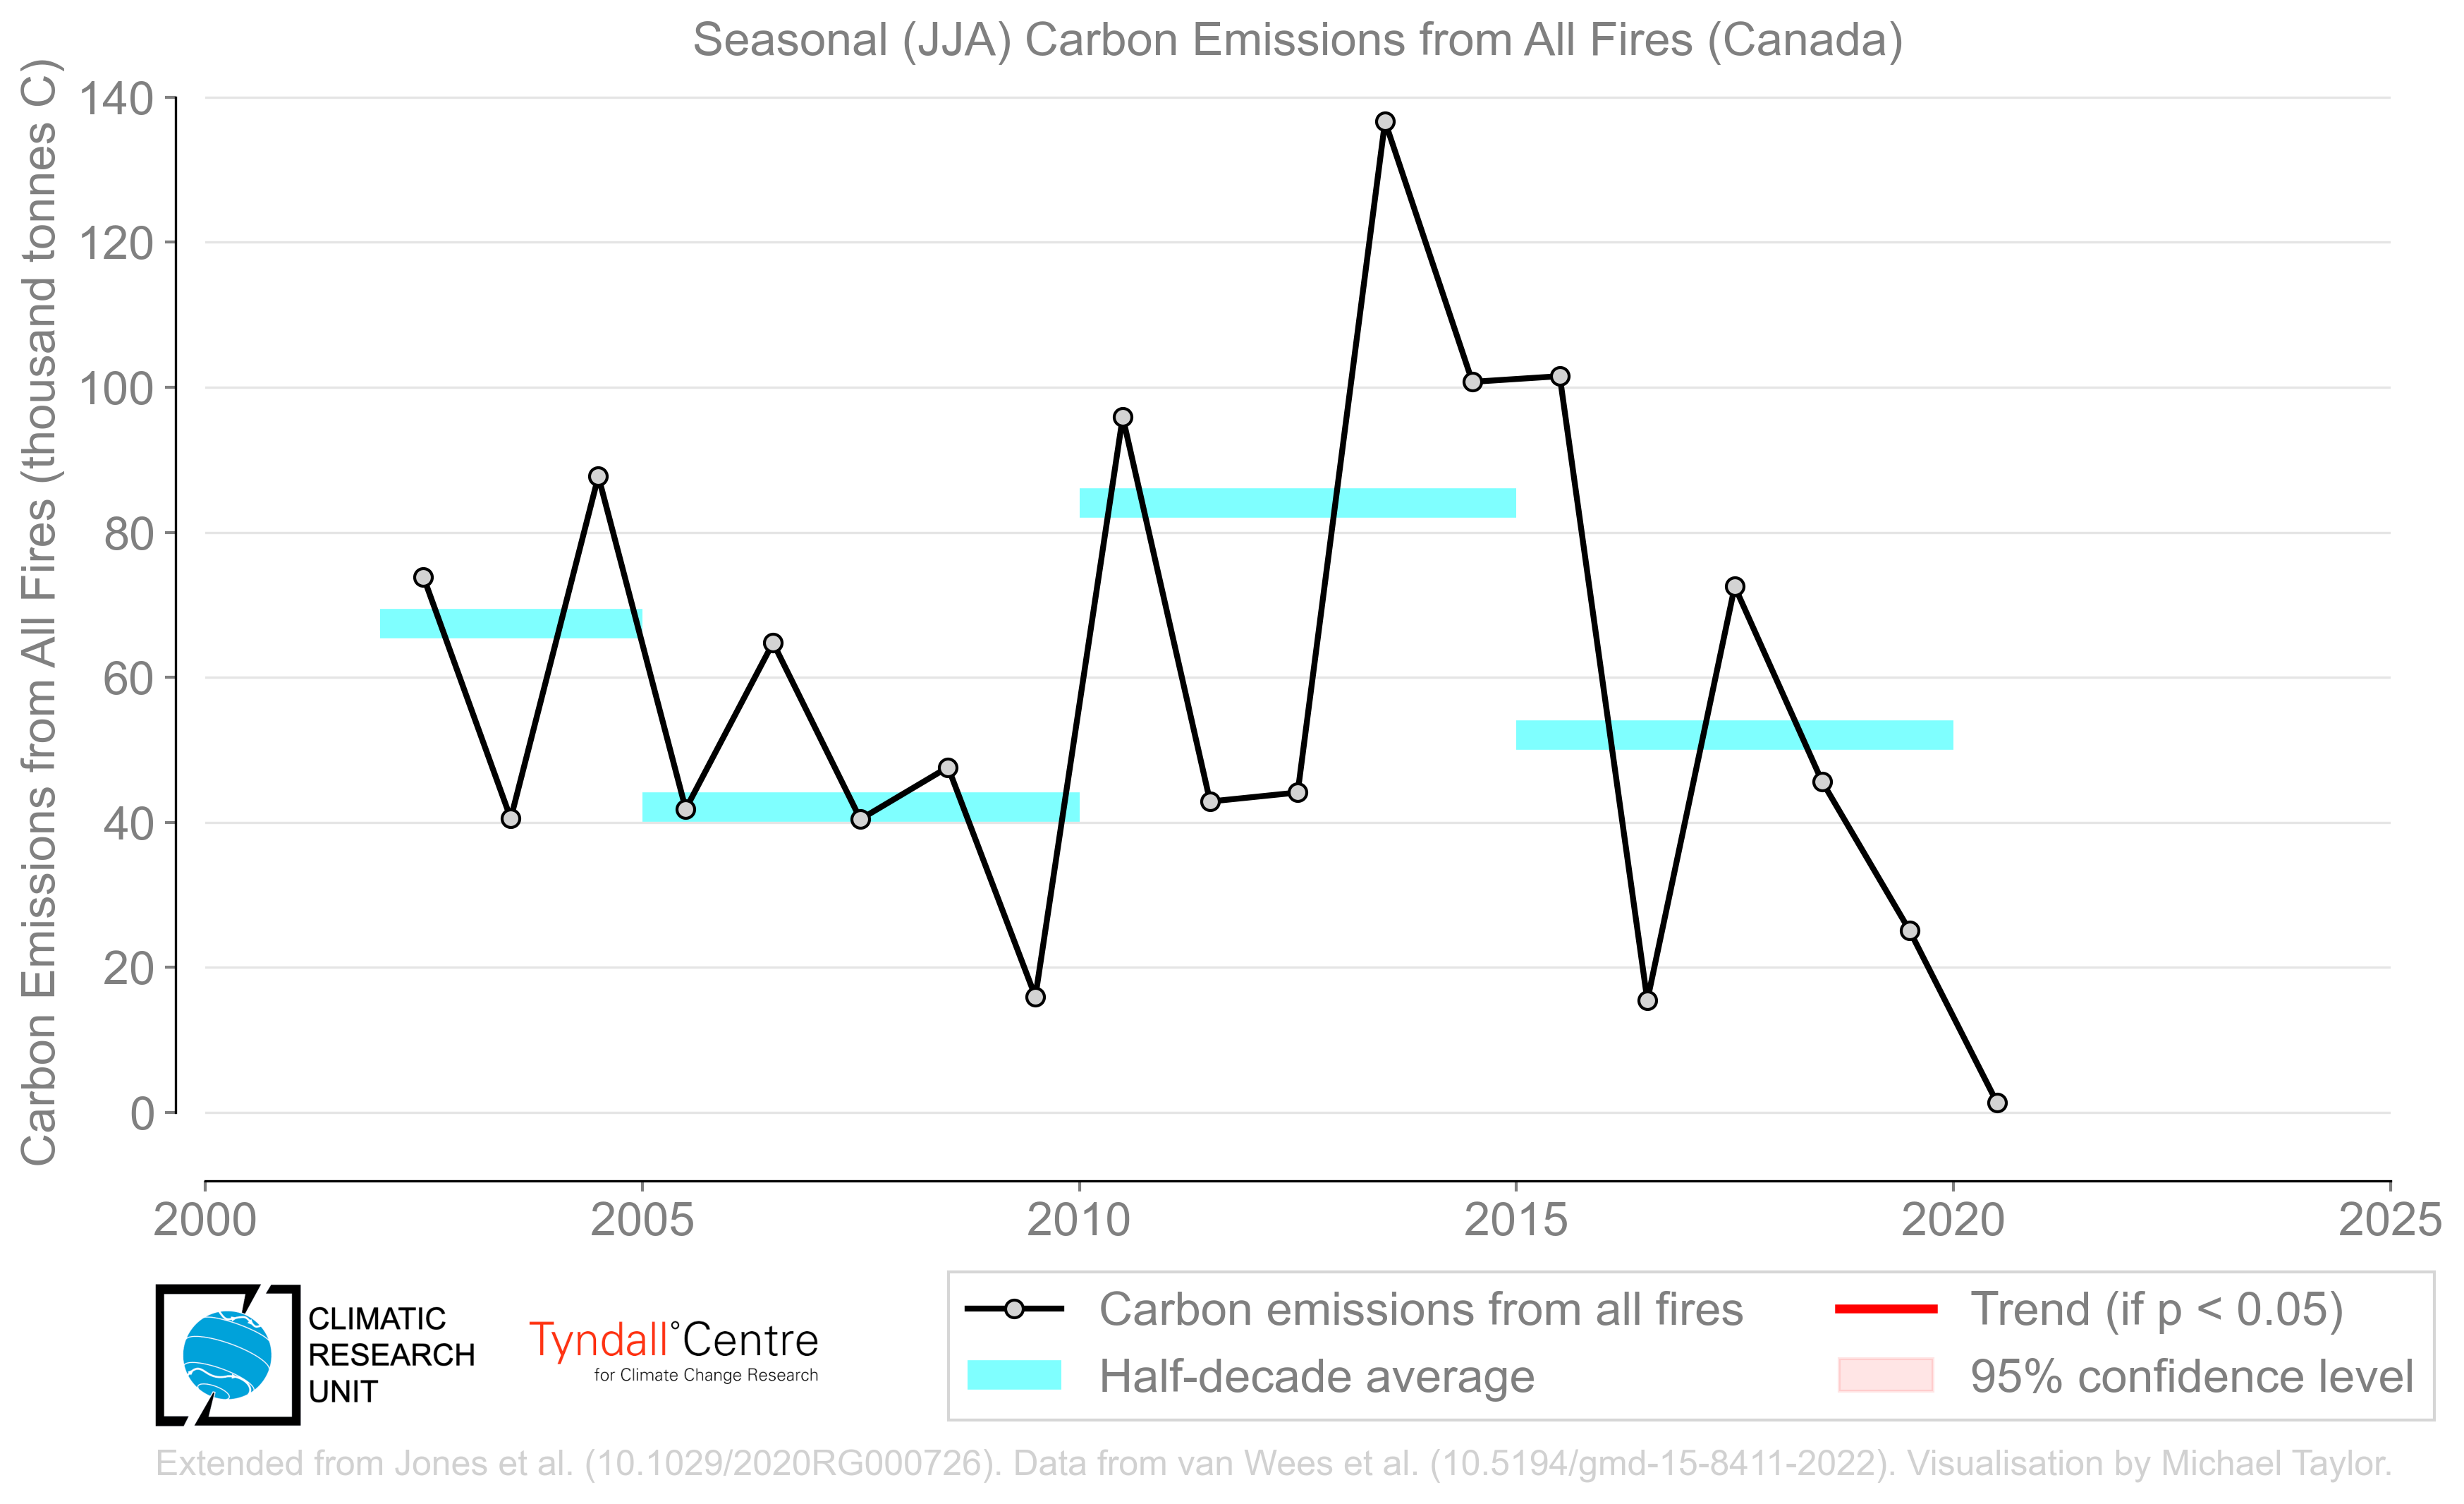 Seasonal (JJA) Carbon Emissions from All Fires (Canada)
Carbon Emissions from All Fires (thousand tonnes C)
140
120
100
80
60
40
20
0
2000
2005
2010
2015
2020
2025
CLIMATIC
RESEARCH
UNIT
Tyndall°Centre
for Climate Change Research
Carbon emissions from all fires
Half-decade average
Trend (if p < 0.05)
95% confidence level
Extended from Jones et al. (10.1029/2020RG000726). Data from van Wees et al. (10.5194/gmd-15-8411-2022). Visualisation by Michael Taylor.